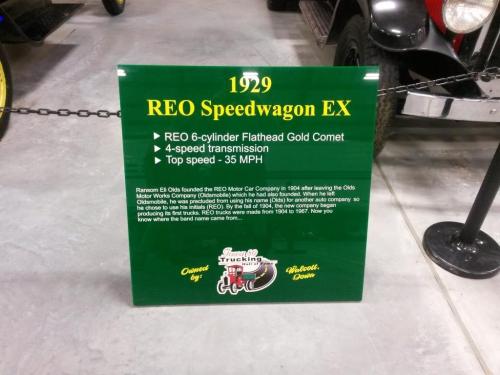 1929
REO Speedwagon EX
REO 6-cylinder Flathead Gold Comet
4-speed transmission
Top speed - 35 MPH
Ransom Eli Olds founded the REO Motor Car Company in 1904 after leaving the Olds
Motor Works Company (Oldsmobile) which he had also founded. When he left
Oldsmobile, he was precluded from using his name (Olds) for another auto company so
he chose to use his initials (REO). By the fall of 1904, the new company began
producing its first trucks. REO trucks were made from 1904 to 1967. Now you
know where the band name came from...
Iowa 80
Trucking
Hall of Fame
Owned
by:
Walcott,
Iowa